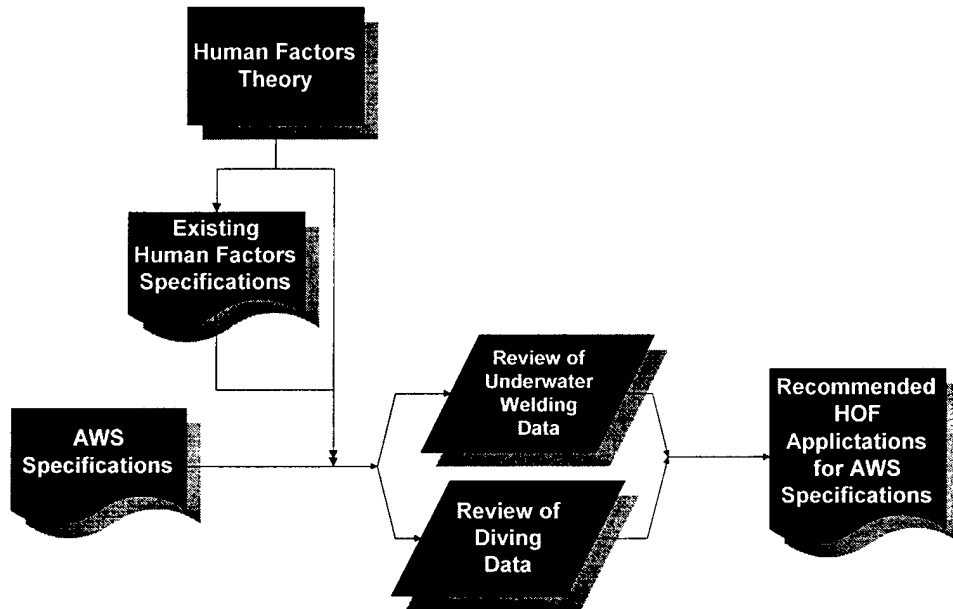 Human Factors
Theory
Existing
Human Factors
Specifications
AWS
Specifications
Review of
Underwater
Welding
Data
Review of
Diving
Data
Recommended
HOF
Applictations
for AWS
Specifications